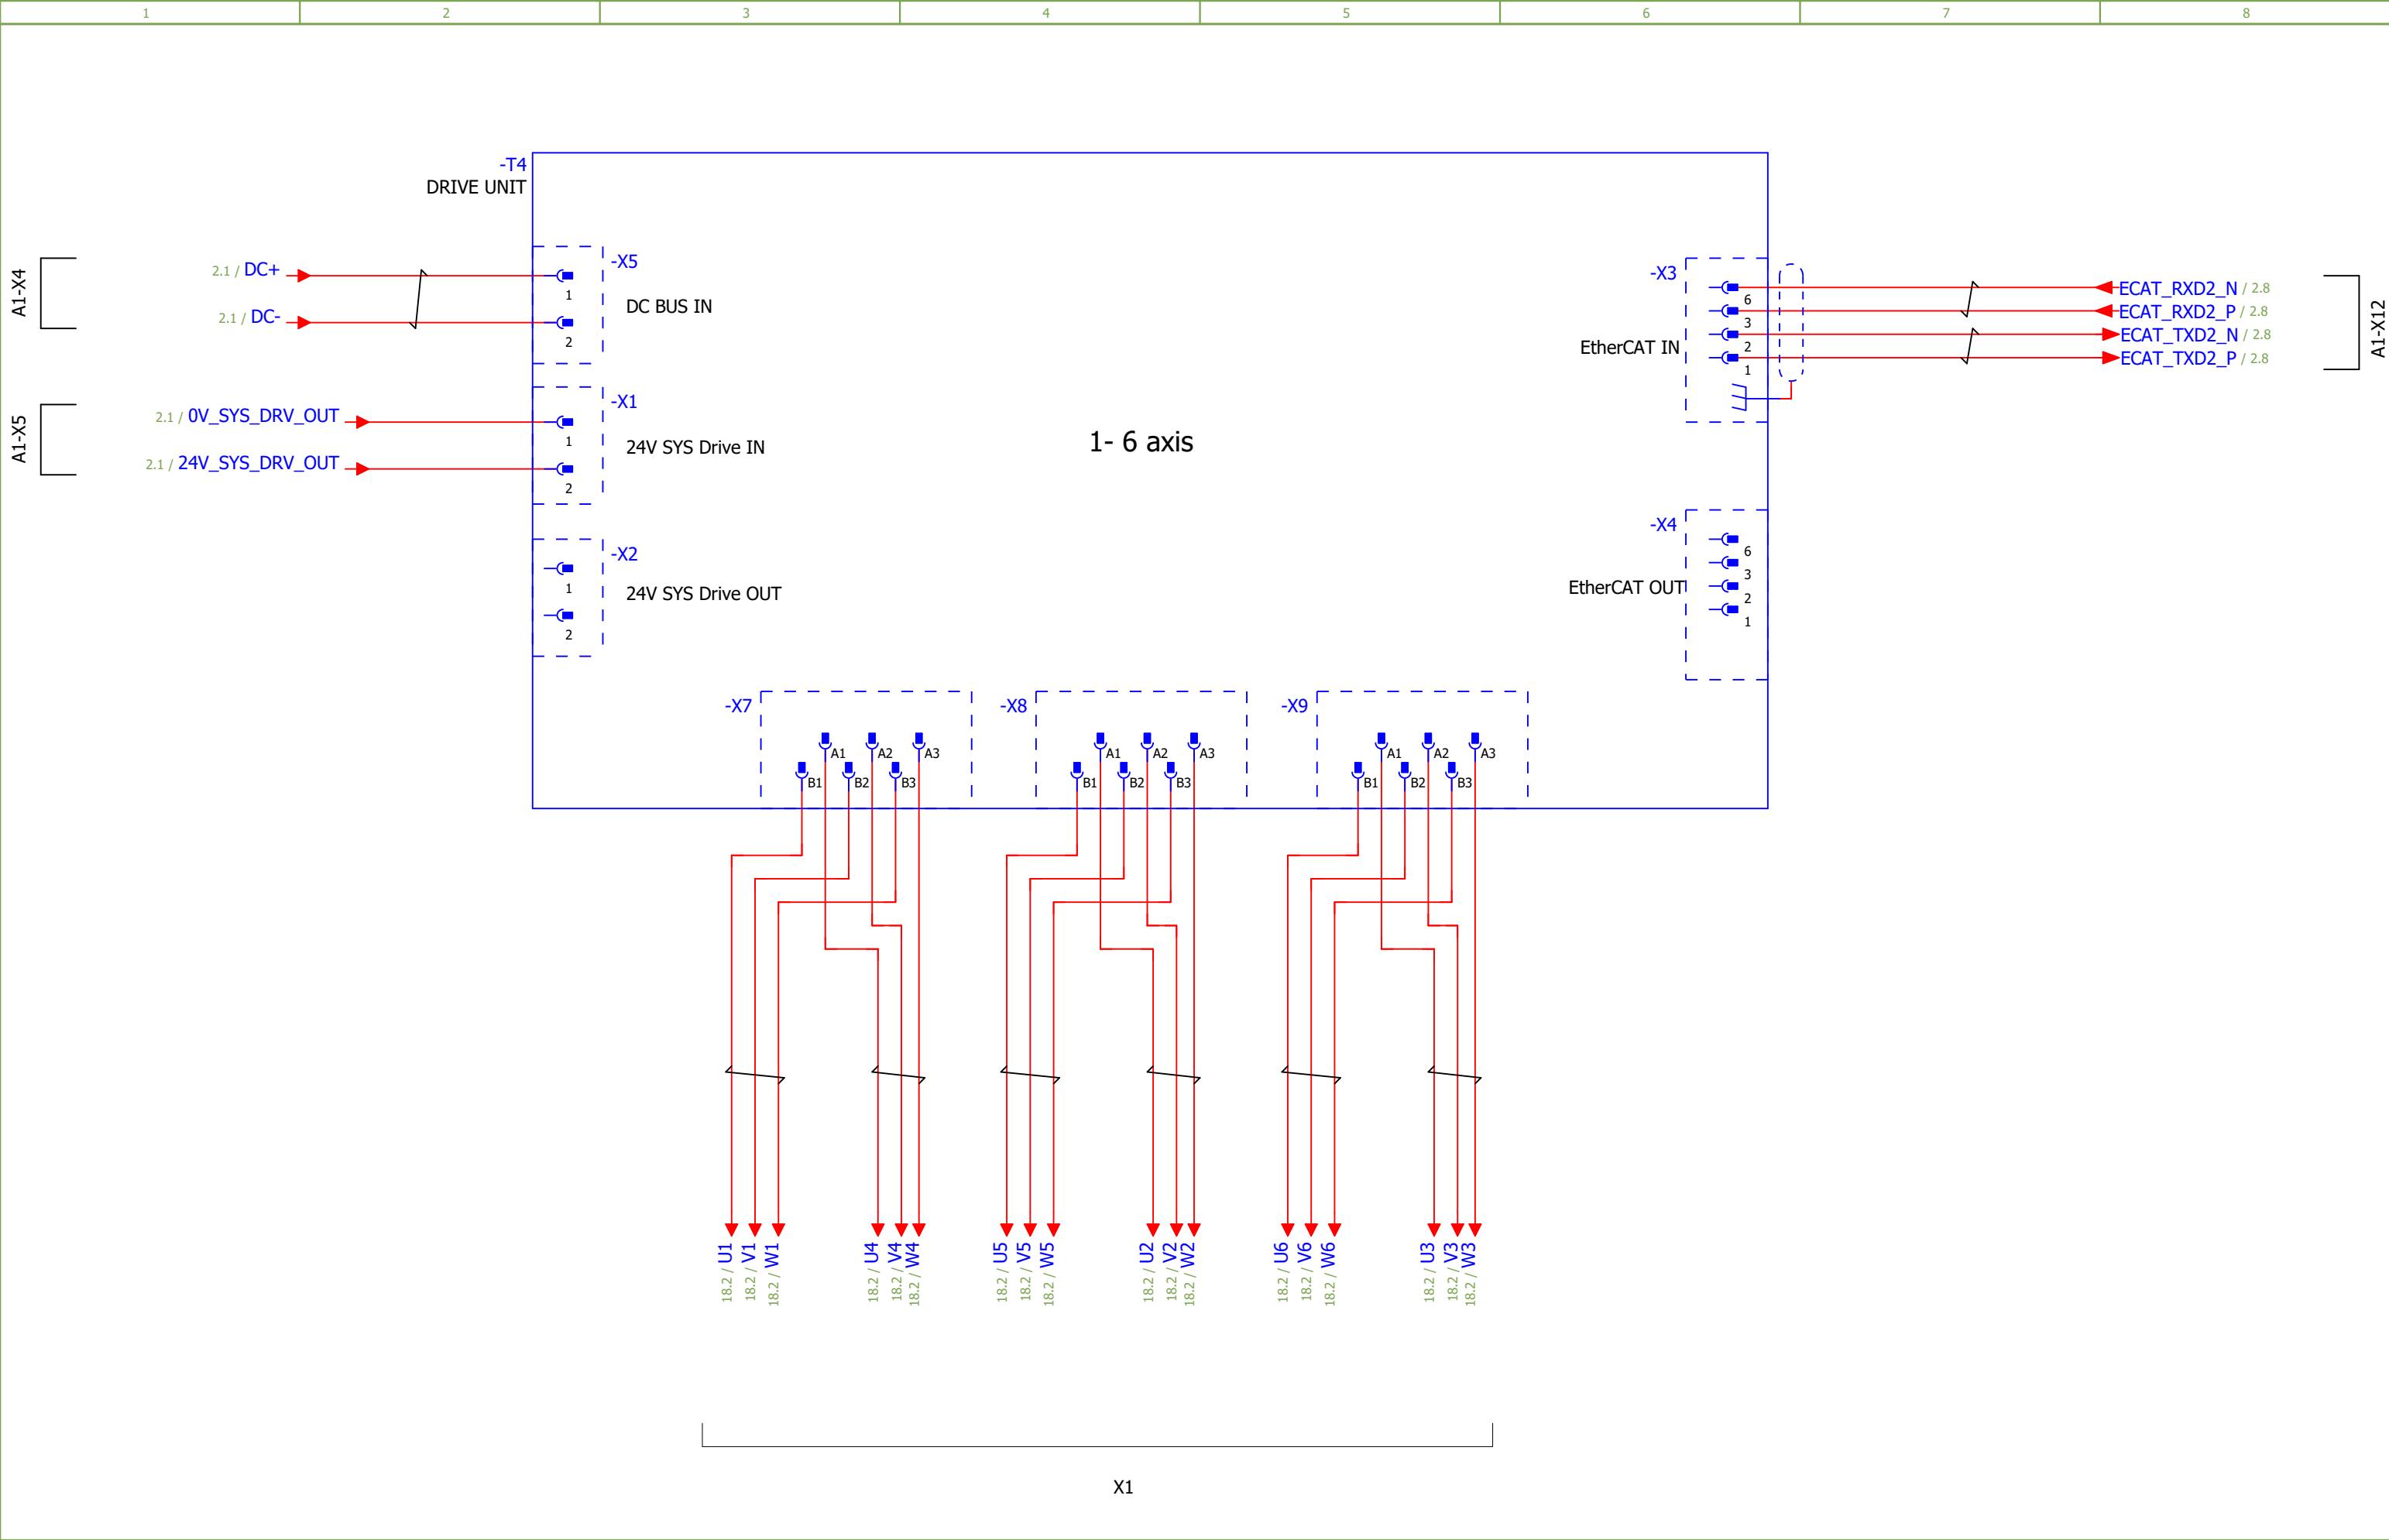 1 2 3 4 5 6 7 8
-T4
DRIVE UNIT
A1-X4
2.1 / DC+
2.1 / DC-
-X5
1
DC BUS IN
2
A1-X5
2.1 / 0V_SYS_DRV_OUT
2.1 / 24V_SYS_DRV_OUT
-X1
1
24V SYS Drive IN
2
-X2
1
24V SYS Drive OUT
2
1- 6 axis
-X3
EtherCAT IN
6
3
2
1
ECAT_RXD2_N / 2.8
ECAT_RXD2_P / 2.8
ECAT_TXD2_N / 2.8
ECAT_TXD2_P / 2.8
A1-X12
-X4
EtherCAT OUT
6
3
2
1
-X7
A1 A2 A3
B1 B2 B3
-X8
A1 A2 A3
B1 B2 B3
-X9
A1 A2 A3
B1 B2 B3
18.2 / U1
18.2 / V1
18.2 / W1
18.2 / U4
18.2 / V4
18.2 / W4
18.2 / U5
18.2 / V5
18.2 / W5
18.2 / U2
18.2 / V2
18.2 / W2
18.2 / U6
18.2 / V6
18.2 / W6
18.2 / U3
18.2 / V3
18.2 / W3
X1